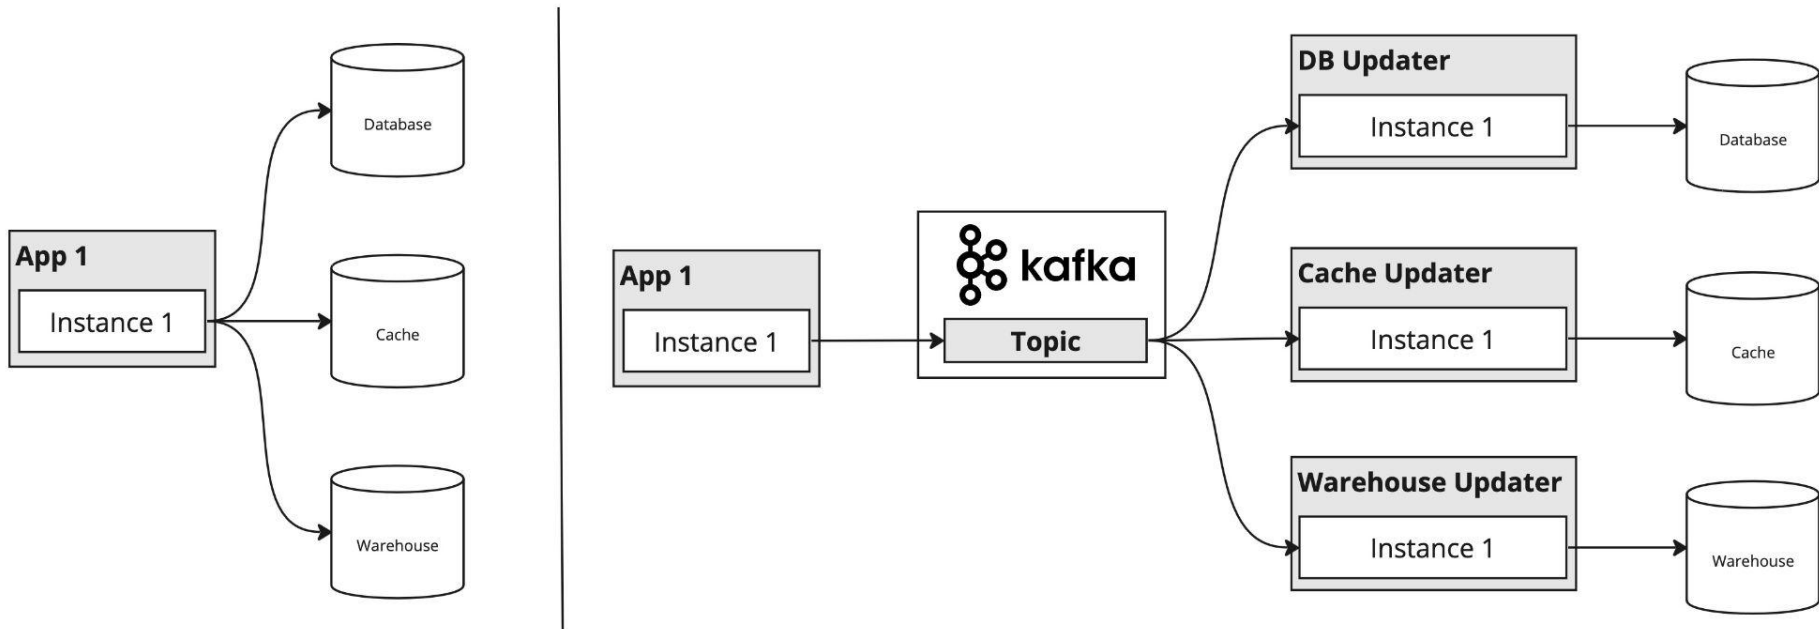 App 1
Instance 1
Database
Cache
Warehouse
App 1
Instance 1
kafka
Topic
DB Updater
Instance 1
Database
Cache Updater
Instance 1
Cache
Warehouse Updater
Instance 1
Warehouse